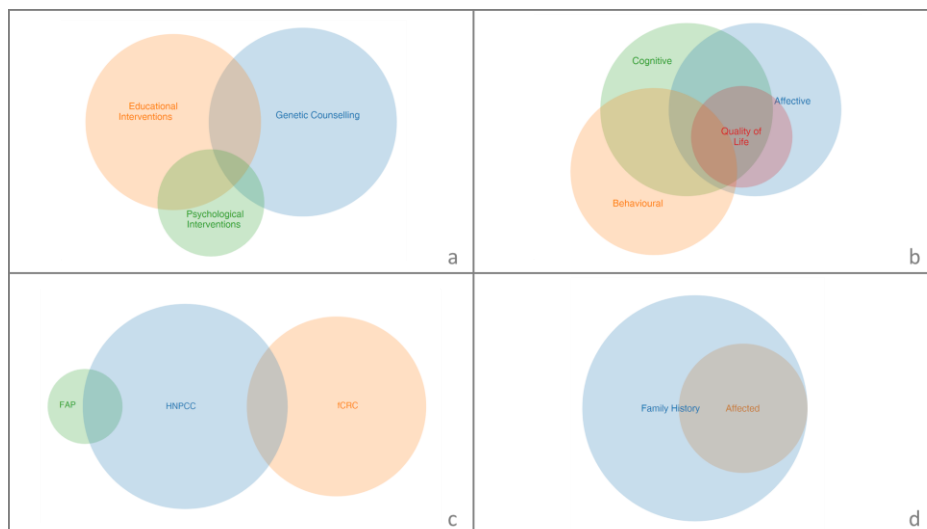 Educational
Interventions
Genetic Counselling
Psychological
Interventions
a
Cognitive
Affective
Quality of
Life
Behavioural
b
FAP
HNPCC
fCRC
c
Family History
Affected
d